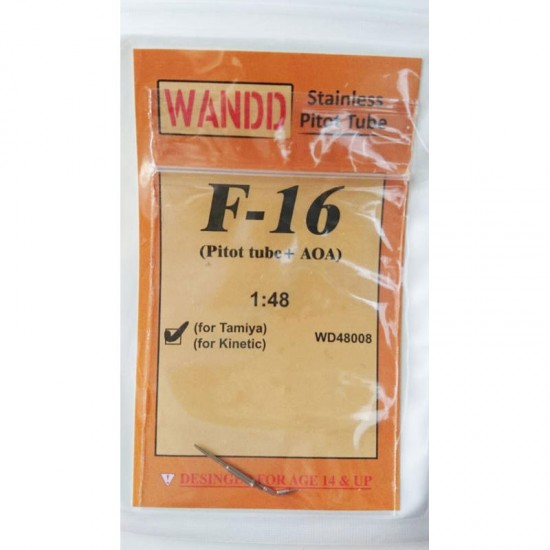 WANDD
Stainless
Pitot Tube
F-16
(Pitot tube+ AOA)
1:48
(for Tamiya)
(for Kinetic)
WD48008
DESINGED FOR AGE 14 & UP